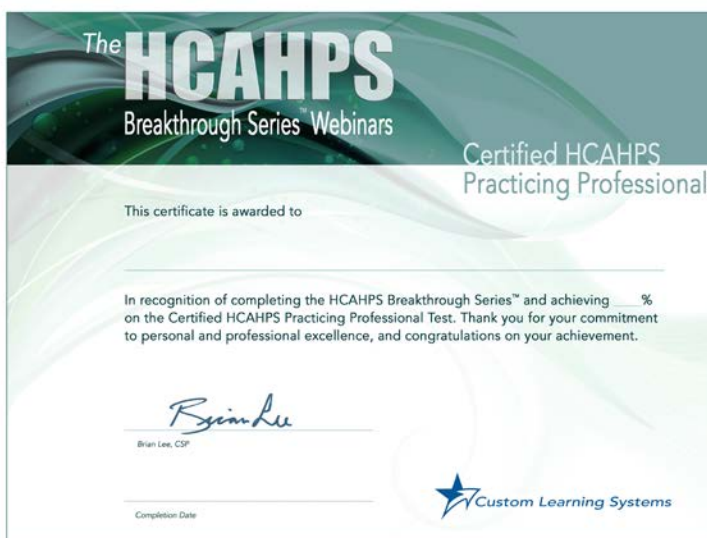 The
HCAHPS
Breakthrough Series™ Webinars
Certified HCAHPS
Practicing Professional
This certificate is awarded to
In recognition of completing the HCAHPS Breakthrough Series™ and achieving ____%
on the Certified HCAHPS Practicing Professional Test. Thank you for your commitment
to personal and professional excellence, and congratulations on your achievement.
Brian Lee
Brian Lee, CSP
Custom Learning Systems
Completion Date